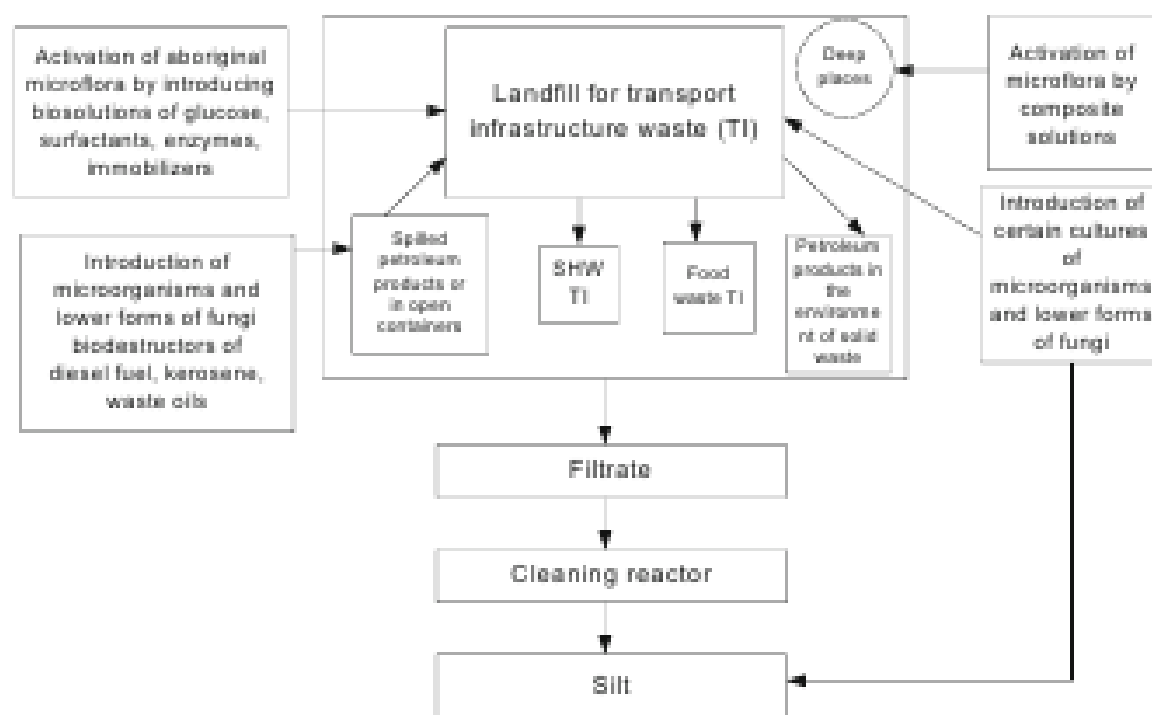 Activation of aboriginal
microflora by introducing
biosolutions of glucose,
surfactants, enzymes,
immobilizers
Introduction of
microorganisms and
lower forms of fungi
biodestructors of
diesel fuel, kerosene,
waste oils
Landfill for transport
infrastructure waste (TI)
Deep
places
Spilled
petroleum
products or
in open
containers
SHW
TI
Food
waste TI
Petroleum
products in
the
environme
nt of solid
waste
Activation of
microflora by
composite
solutions
Introduction of
certain cultures
of
microorganisms
and lower forms
of fungi
Filtrate
Cleaning reactor
Silt